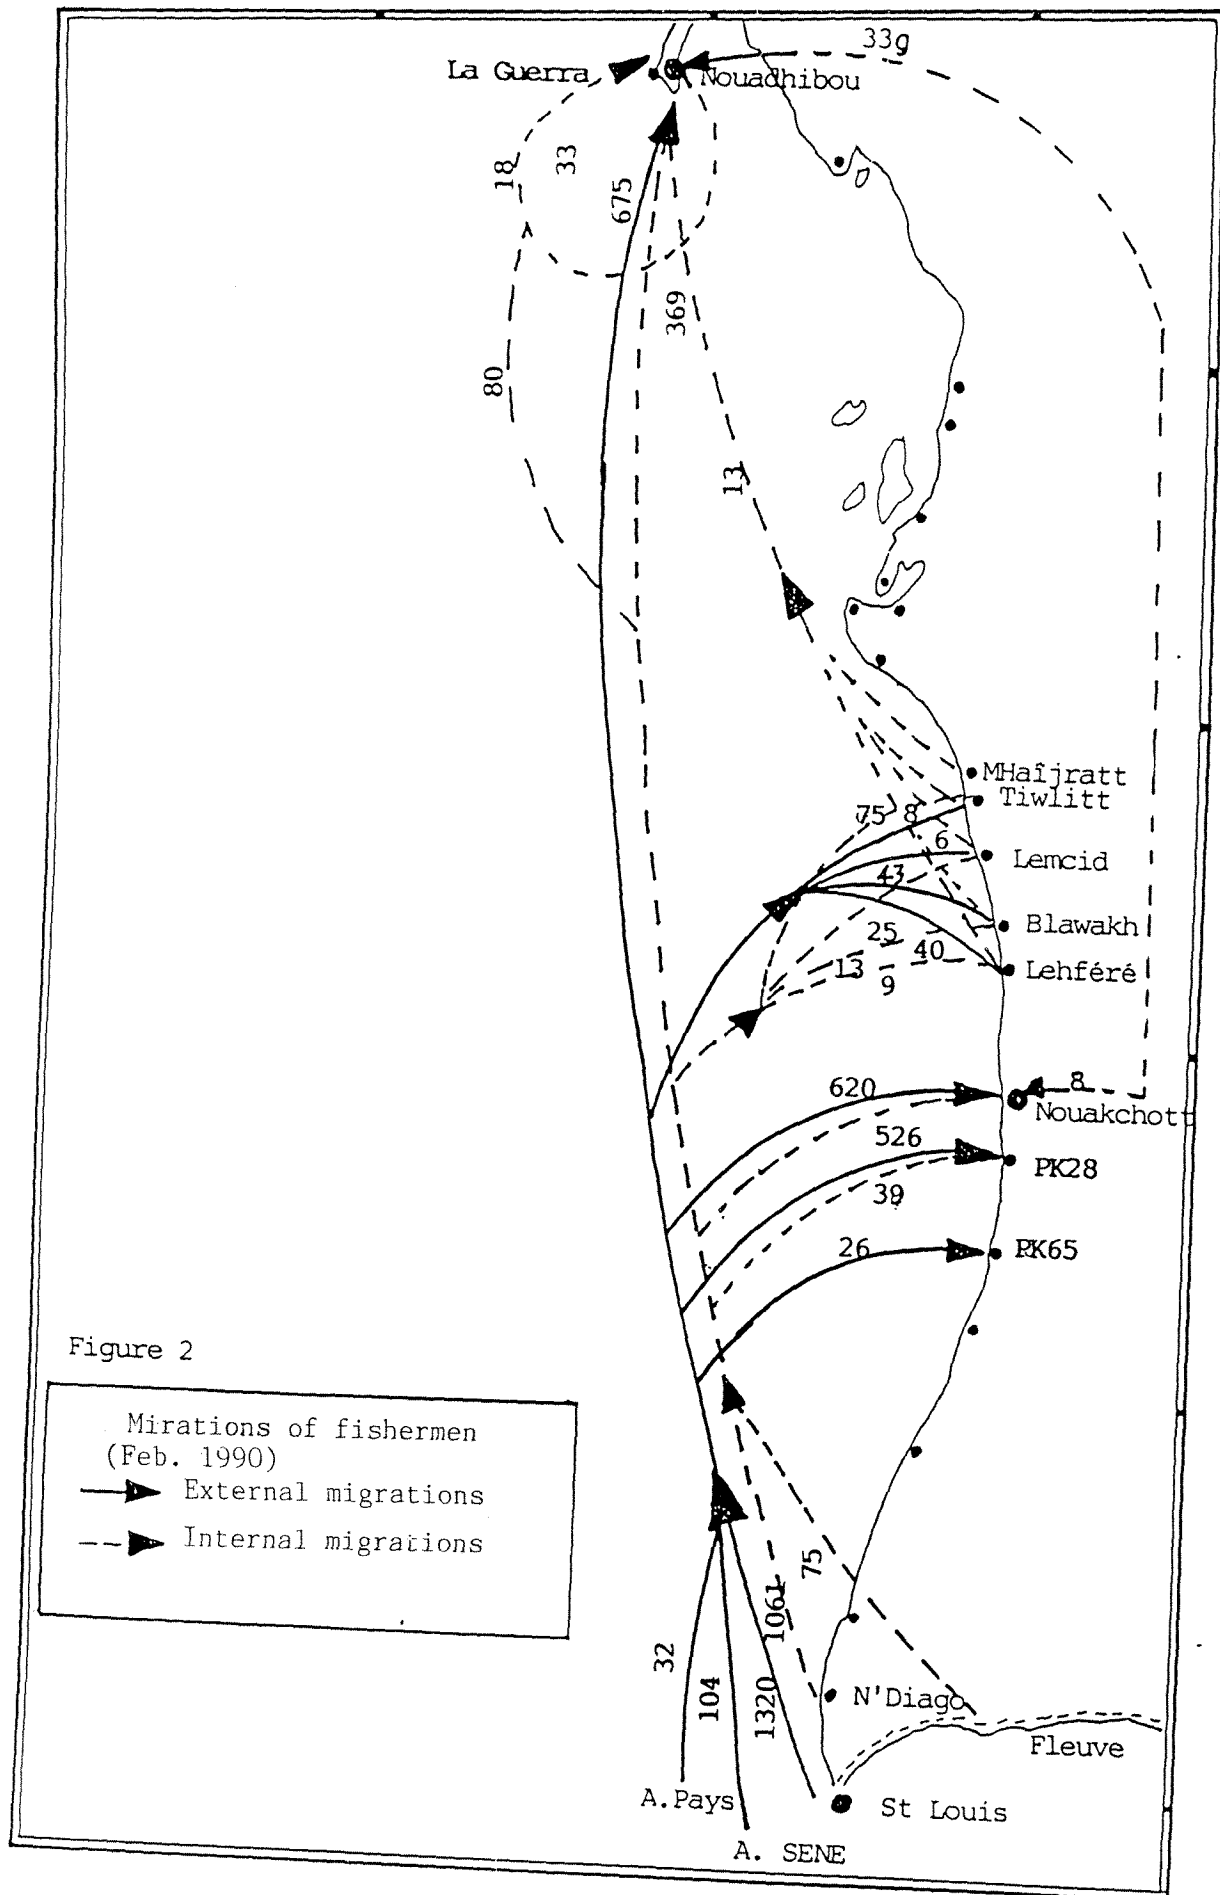 33g
La Guerra
Nouadhibou
18
33
675
369
80
13
MHaîjratt
Tiwlitt
75
8
6
Lemcid
43
Blawakh
25
40
Lehféré
13
9
620
8
Nouakchott
526
PK28
39
26
PK65
Figure 2
Mirations of fishermen
(Feb. 1990)
External migrations
Internal migrations
75
1061
32
104
1320
N'Diago
Fleuve
A.Pays
St Louis
A. SENE